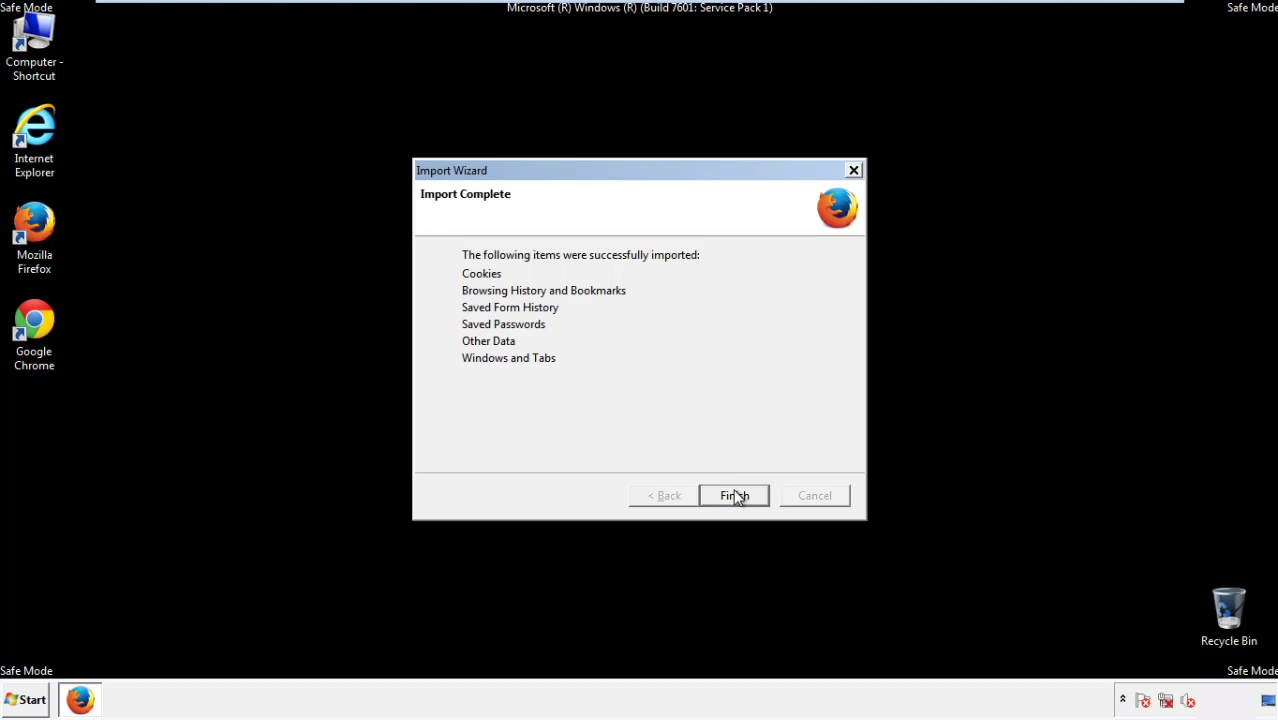 Safe Mode
Microsoft (R) Windows (R) (Build 7601: Service Pack 1)
Safe Mode
Computer -
Shortcut
Internet
Explorer
Mozilla
Firefox
Google
Chrome
Import Wizard
Import Complete
The following items were successfully imported:
Cookies
Browsing History and Bookmarks
Saved Form History
Saved Passwords
Other Data
Windows and Tabs
< Back
Finish
Cancel
Recycle Bin
Safe Mode
Safe Mode
Start